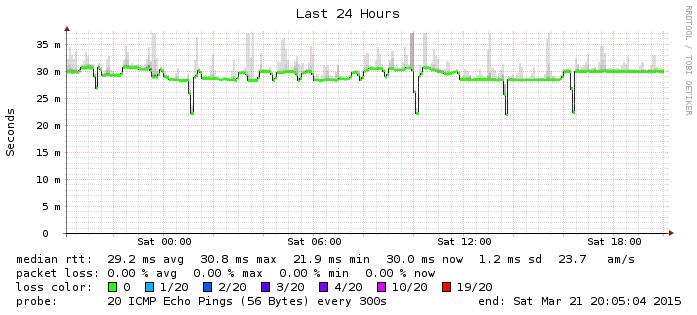 Last 24 Hours
RRDTOOL / TOBI OETIKER
Seconds
35 m
30 m
25 m
20 m
15 m
10 m
5 m
0
Sat 00:00 Sat 06:00 Sat 12:00 Sat 18:00
median rtt: 29.2 ms avg 30.8 ms max 21.9 ms min 30.0 ms now 1.2 ms sd 23.7 am/s
packet loss: 0.00 % avg 0.00 % max 0.00 % min 0.00 % now
loss color: 0 1/20 2/20 3/20 4/20 10/20 19/20
probe: 20 ICMP Echo Pings (56 Bytes) every 300s end: Sat Mar 21 20:05:04 2015